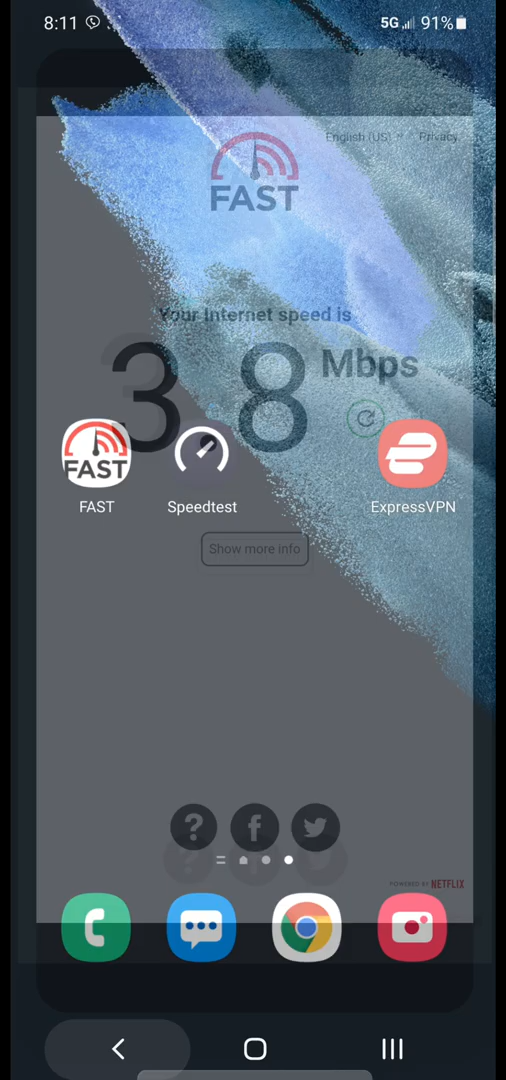 8:11
5G 91%
English (US) Privacy
FAST
Your Internet speed is
38 Mbps
FAST
FAST Speedtest ExpressVPN
Show more info
?
POWERED BY NETFLIX